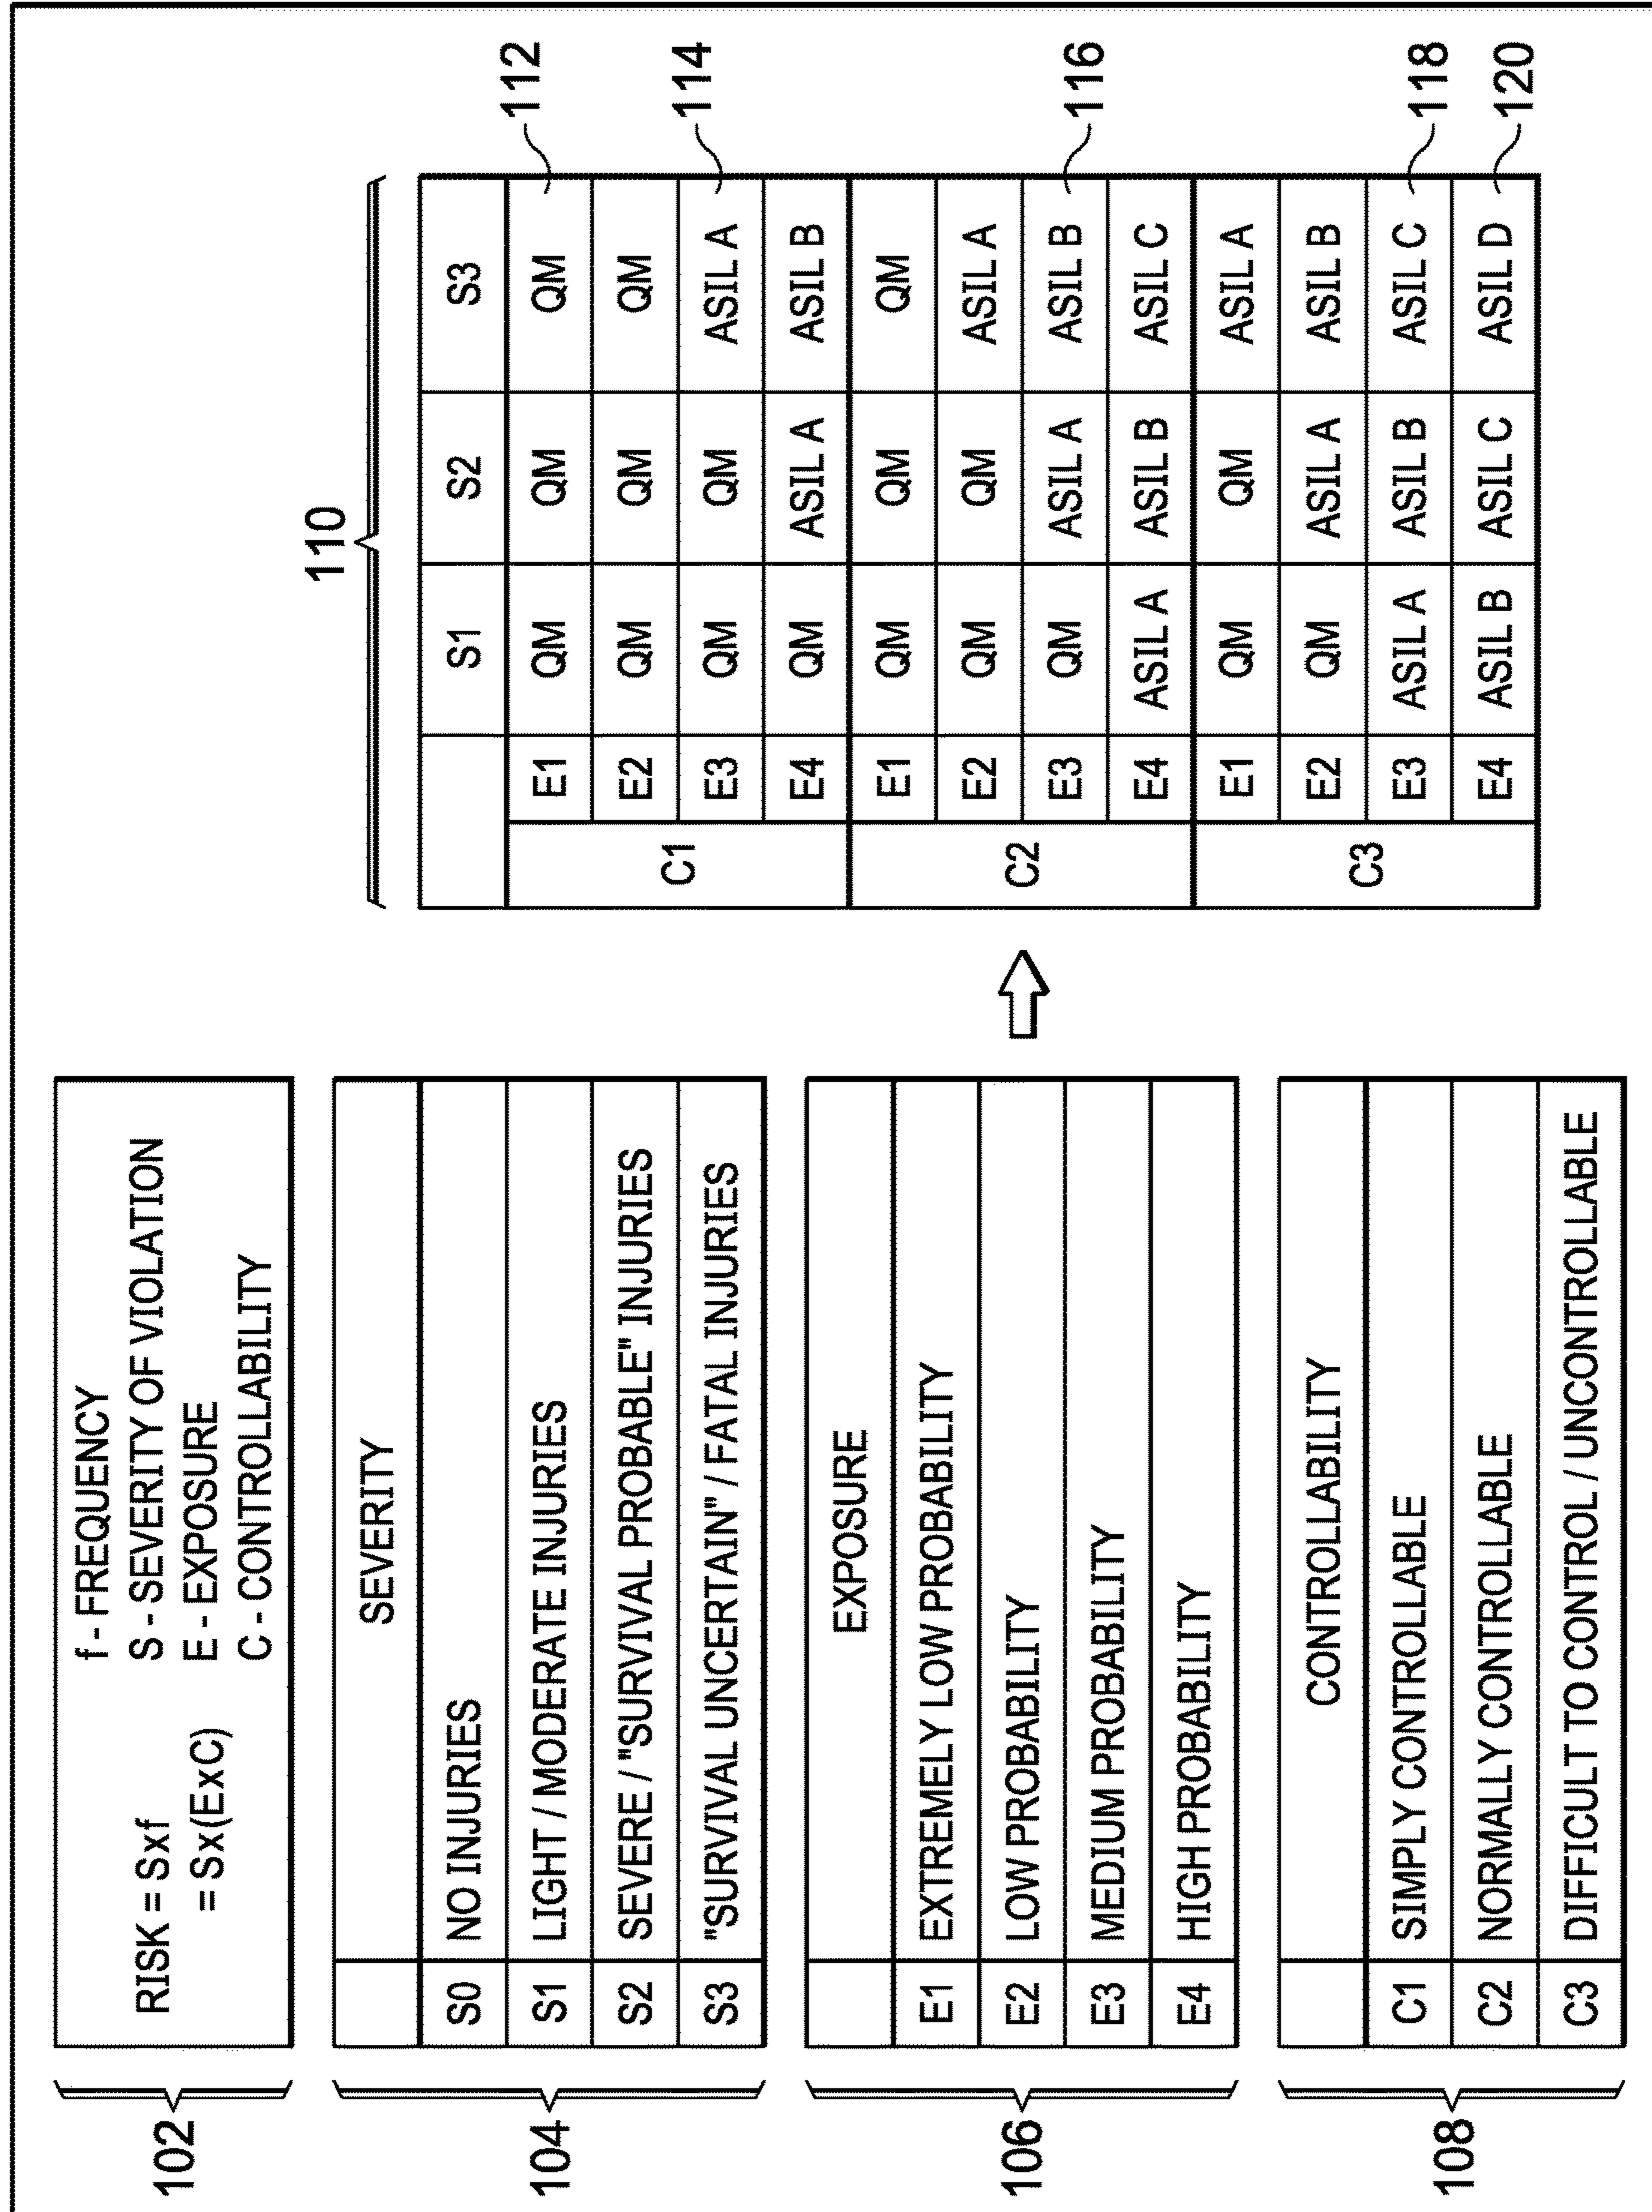 102
RISK = Sxf f - FREQUENCY
= Sx(ExC) S - SEVERITY OF VIOLATION
E - EXPOSURE
C - CONTROLLABILITY
104
SEVERITY
S0 NO INJURIES
S1 LIGHT / MODERATE INJURIES
S2 SEVERE / "SURVIVAL PROBABLE" INJURIES
S3 "SURVIVAL UNCERTAIN" / FATAL INJURIES
106
EXPOSURE
E1 EXTREMELY LOW PROBABILITY
E2 LOW PROBABILITY
E3 MEDIUM PROBABILITY
E4 HIGH PROBABILITY
108
CONTROLLABILITY
C1 SIMPLY CONTROLLABLE
C2 NORMALLY CONTROLLABLE
C3 DIFFICULT TO CONTROL / UNCONTROLLABLE
110
S1 S2 S3
C1
E1 QM QM QM 112
E2 QM QM QM
E3 QM QM ASIL A 114
E4 QM ASIL A ASIL B
C2
E1 QM QM QM
E2 QM QM ASIL A
E3 QM ASIL A ASIL B 116
E4 ASIL A ASIL B ASIL C
C3
E1 QM QM ASIL A
E2 QM ASIL A ASIL B
E3 ASIL A ASIL B ASIL C 118
E4 ASIL B ASIL C ASIL D 120